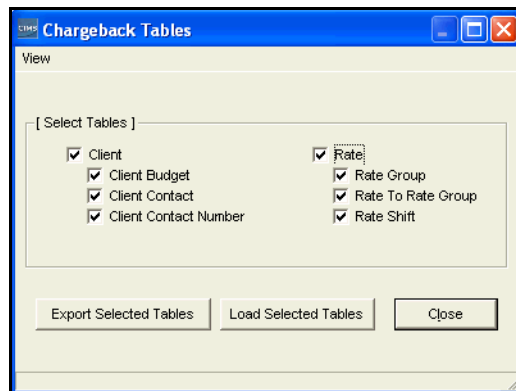 CIMS Chargeback Tables
View
[ Select Tables ]
Client
Rate
Client Budget
Rate Group
Client Contact
Rate To Rate Group
Client Contact Number
Rate Shift
Export Selected Tables
Load Selected Tables
Close